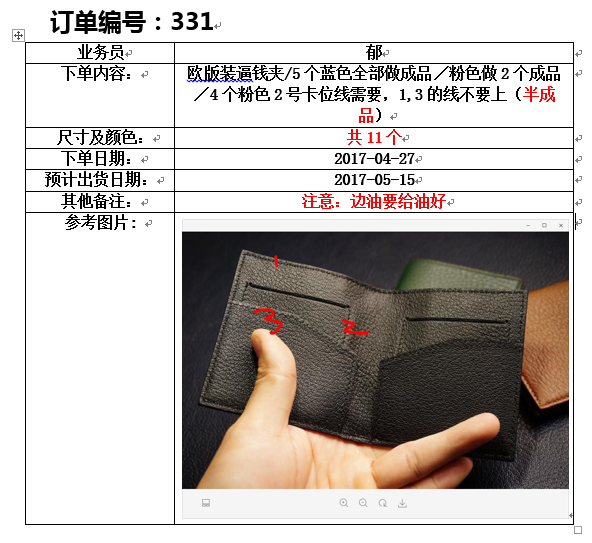 订单编号：331
业务员 郁
下单内容： 欧版装逼钱夹/5个蓝色全部做成品／粉色做2个成品
／4个粉色2号卡位线需要，1,3的线不要上（半成
品）
尺寸及颜色： 共11个
下单日期： 2017-04-27
预计出货日期： 2017-05-15
其他备注： 注意：边油要给油好
参考图片：
1
3 2